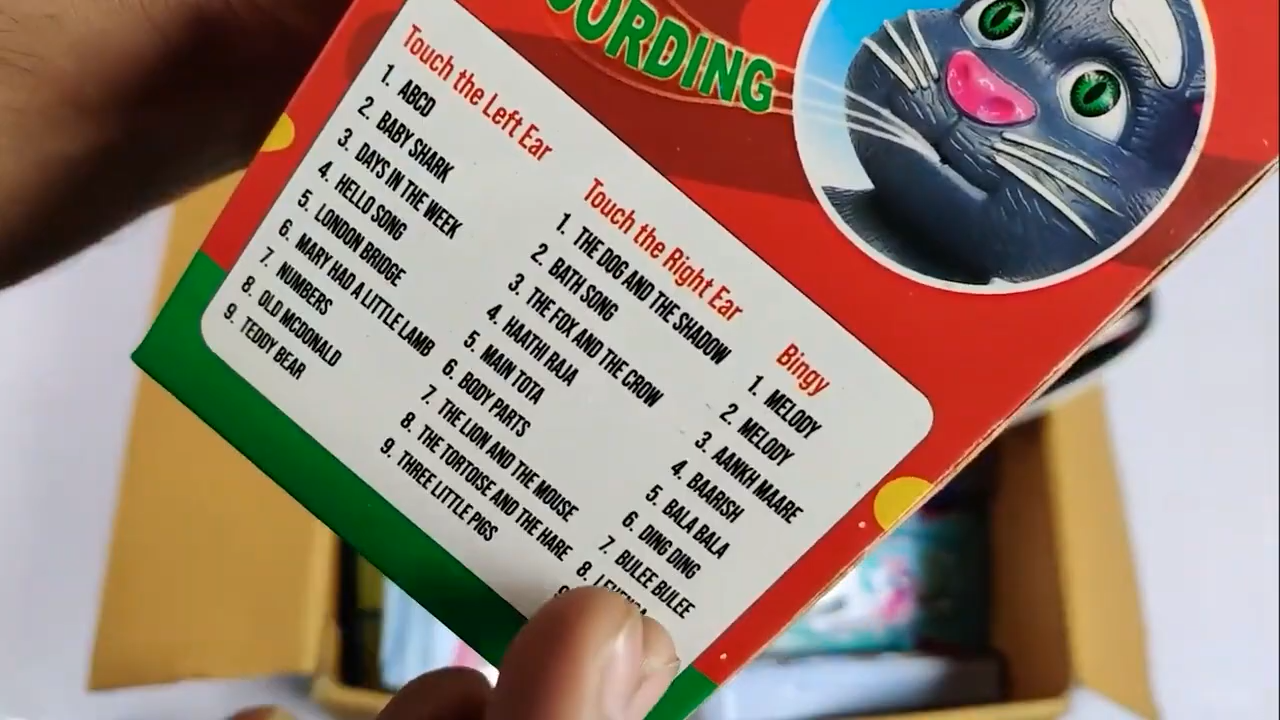 ORDING
Touch the Left Ear
1. ABCD
2. BABY SHARK
3. DAYS IN THE WEEK
4. HELLO SONG
5. LONDON BRIDGE
6. MARY HAD A LITTLE LAMB
7. NUMBERS
8. OLD MCDONALD
9. TEDDY BEAR
Touch the Right Ear
1. THE DOG AND THE SHADOW
2. BATH SONG
3. THE FOX AND THE CROW
4. HAATH RAJA
5. MAIN TOTA
6. BODY PARTS
7. THE LION AND THE MOUSE
8. THE TORTOISE AND THE HARE
9. THREE LITTLE PIGS
Bingy
1. MELODY
2. MELODY
3. AANKH MAARE
4. BAARISH
5. BALA BALA
6. DING DING
7. BULEE BULEE
8.